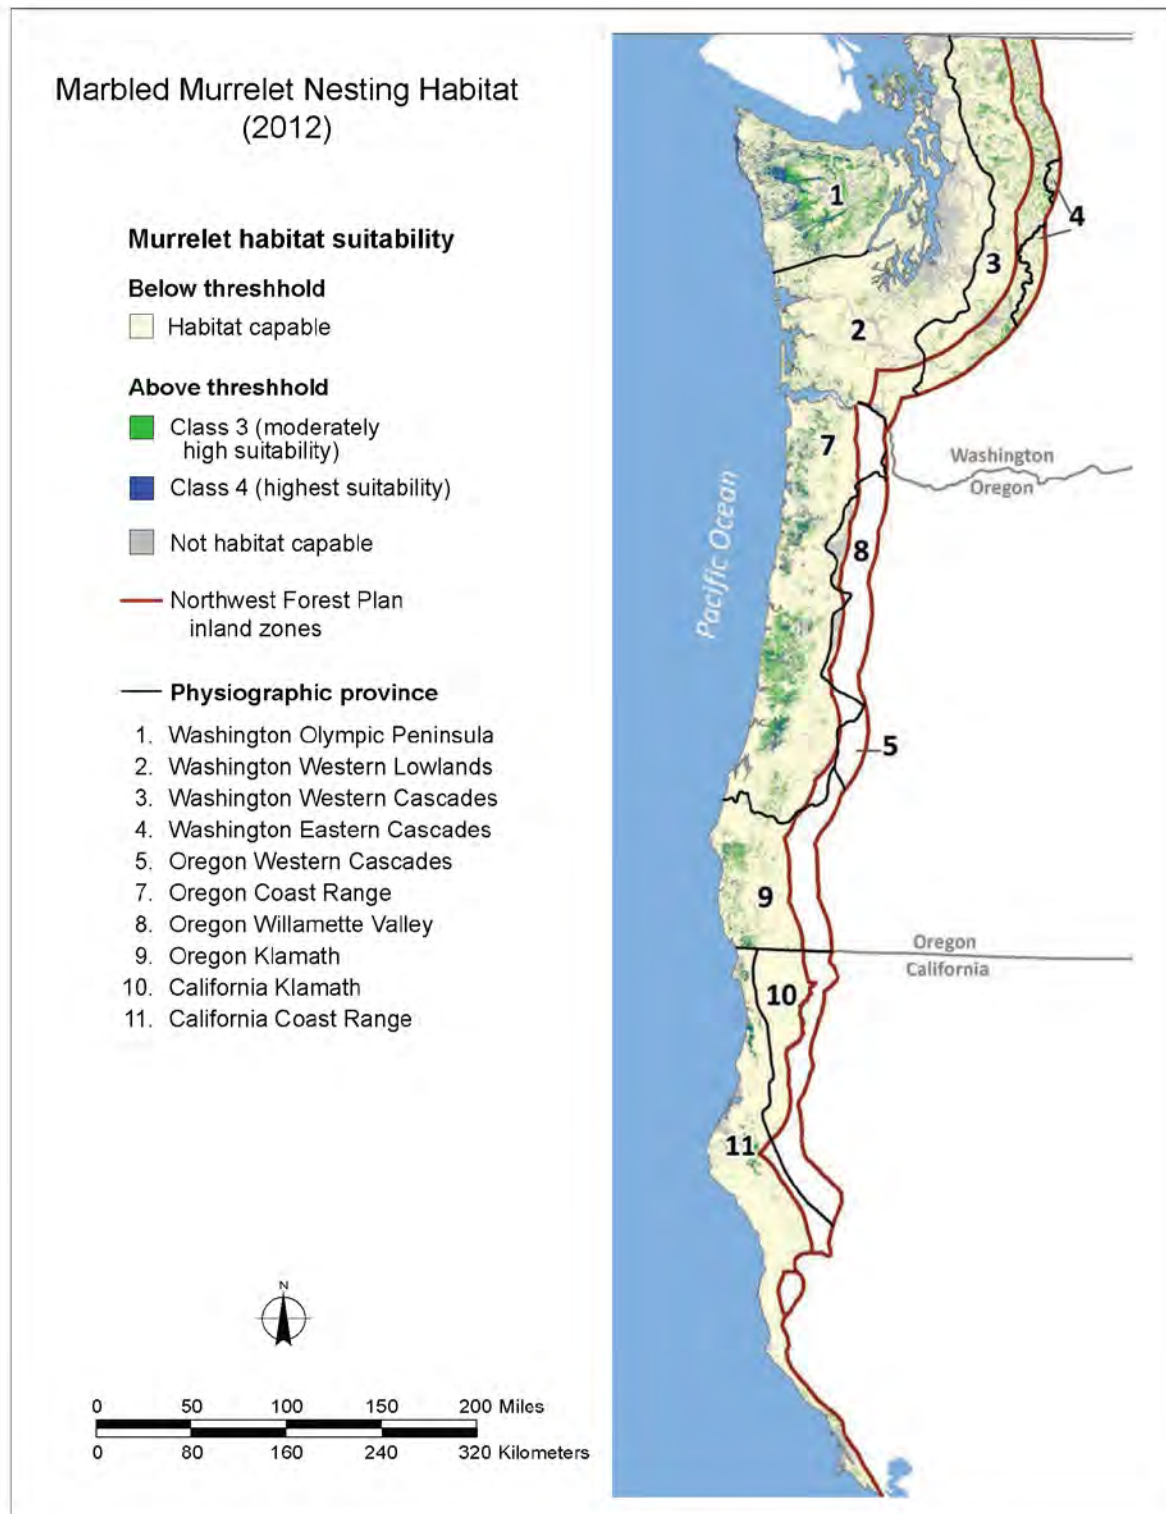 Marbled Murrelet Nesting Habitat
(2012)
Murrelet habitat suitability
Below threshhold
Habitat capable
Above threshhold
Class 3 (moderately
high suitability)
Class 4 (highest suitability)
Not habitat capable
Northwest Forest Plan
inland zones
Physiographic province
1. Washington Olympic Peninsula
2. Washington Western Lowlands
3. Washington Western Cascades
4. Washington Eastern Cascades
5. Oregon Western Cascades
7. Oregon Coast Range
8. Oregon Willamette Valley
9. Oregon Klamath
10. California Klamath
11. California Coast Range
N
0 50 100 150 200 Miles
0 80 160 240 320 Kilometers
1
4
3
2
7
Washington
Oregon
Pacific Ocean
8
5
9
Oregon
California
10
11